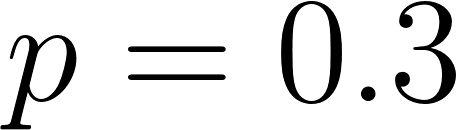 p = 0.3